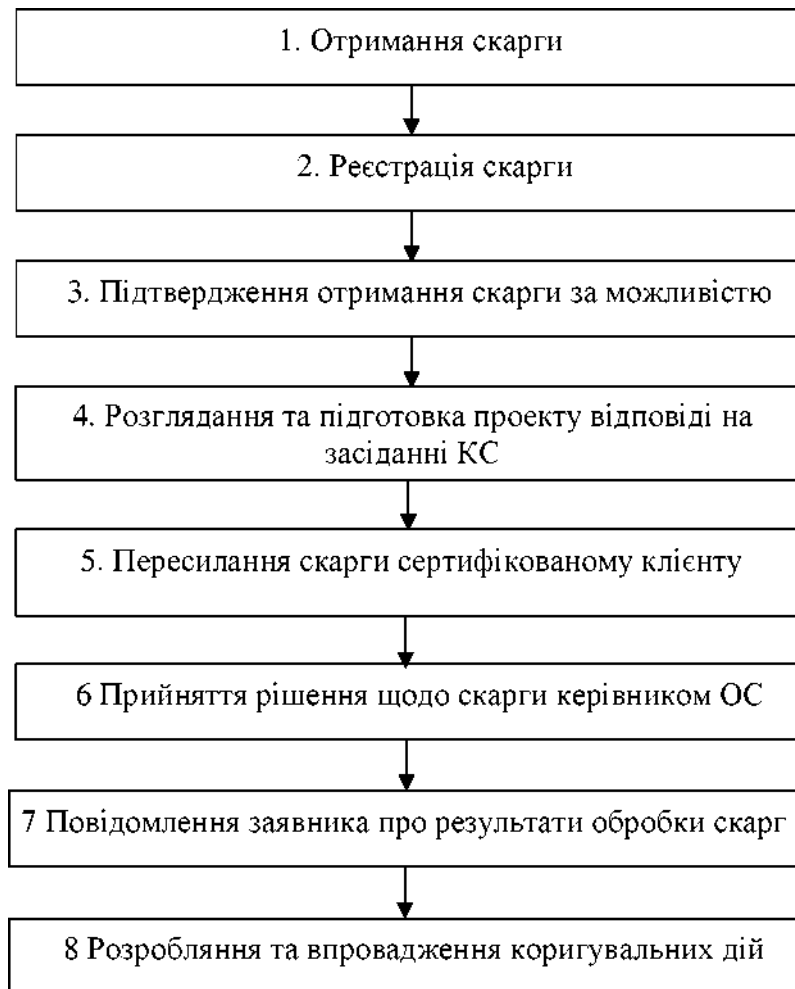 1. Отримання скарги
2. Реєстрація скарги
3. Підтвердження отримання скарги за можливістю
4. Розглядання та підготовка проекту відповіді на
засіданні КС
5. Пересилання скарги сертифікованому клієнту
6 Прийняття рішення щодо скарги керівником ОС
7 Повідомлення заявника про результати обробки скарг
8 Розробляння та впровадження коригувальних дій